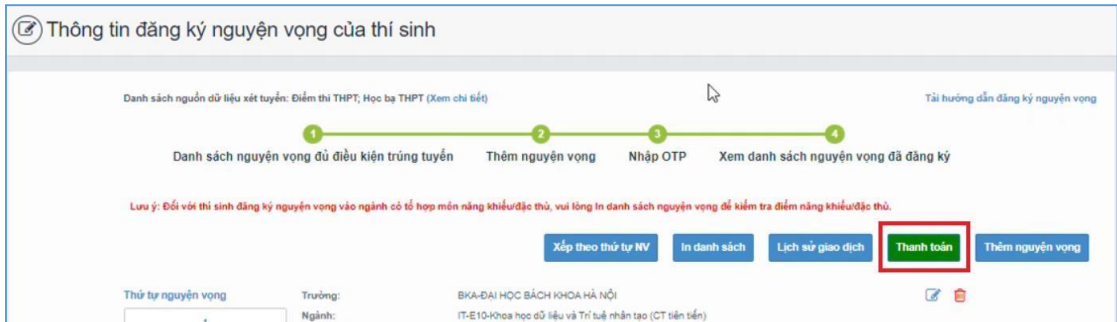 Thông tin đăng ký nguyện vọng của thí sinh
Danh sách nguồn dữ liệu xét tuyển: Điểm thi THPT; Học bạ THPT (Xem chi tiết)
Tải hướng dẫn đăng ký nguyện vọng
1 2 3 4
Danh sách nguyện vọng đủ điều kiện trúng tuyển Thêm nguyện vọng Nhập OTP Xem danh sách nguyện vọng đã đăng ký
Lưu ý: Đối với thí sinh đăng ký nguyện vọng vào ngành có tổ hợp môn năng khiếu/đặc thù, vui lòng In danh sách nguyện vọng để kiểm tra điểm năng khiếu/đặc thù.
Xếp theo thứ tự NV In danh sách Lịch sử giao dịch Thanh toán Thêm nguyện vọng
Thứ tự nguyện vọng Trường: BKA-ĐẠI HỌC BÁCH KHOA HÀ NỘI
Ngành: IT-E10-Khoa học dữ liệu và Trí tuệ nhân tạo (CT tiên tiến)